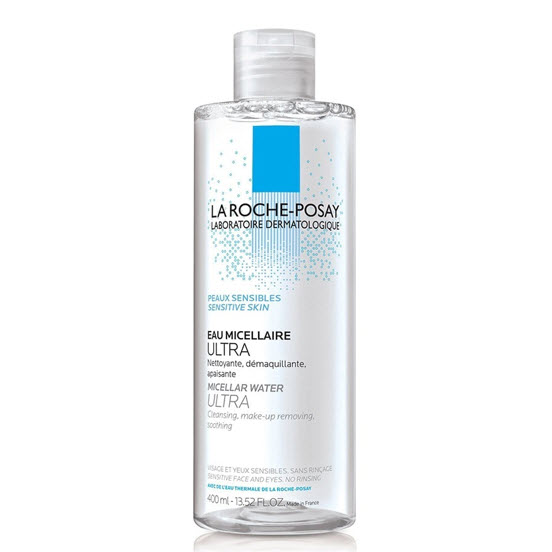 LA ROCHE-POSAY
LABORATOIRE DERMATOLOGIQUE
PEAUX SENSIBLES
SENSITIVE SKIN
EAU MICELLAIRE
ULTRA
Nettoyante, démaquillante,
apaisante
MICELLAR WATER
ULTRA
Cleansing, make-up removing,
soothing
VISAGE ET YEUX SENSIBLES. SANS RINÇAGE
SENSITIVE FACE AND EYES. NO RINSING
AVEC DE L'EAU THERMALE DE LA ROCHE-POSAY
400 ml - 13.52 FL.OZ. Made in France